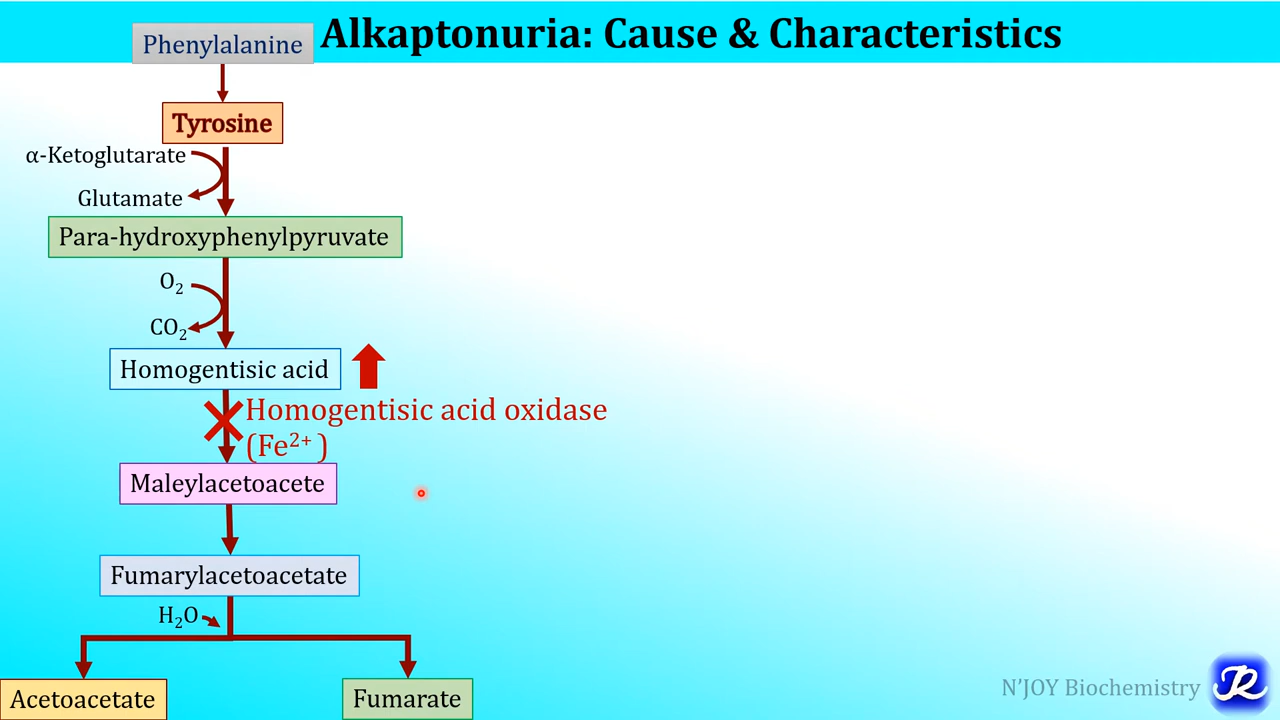 Alkaptonuria: Cause & Characteristics
Phenylalanine
Tyrosine
α-Ketoglutarate
Glutamate
Para-hydroxyphenylpyruvate
O₂
CO₂
Homogentisic acid
Homogentisic acid oxidase
(Fe²⁺ )
Maleylacetoacete
Fumarylacetoacetate
H₂O
Acetoacetate
Fumarate
N'JOY Biochemistry